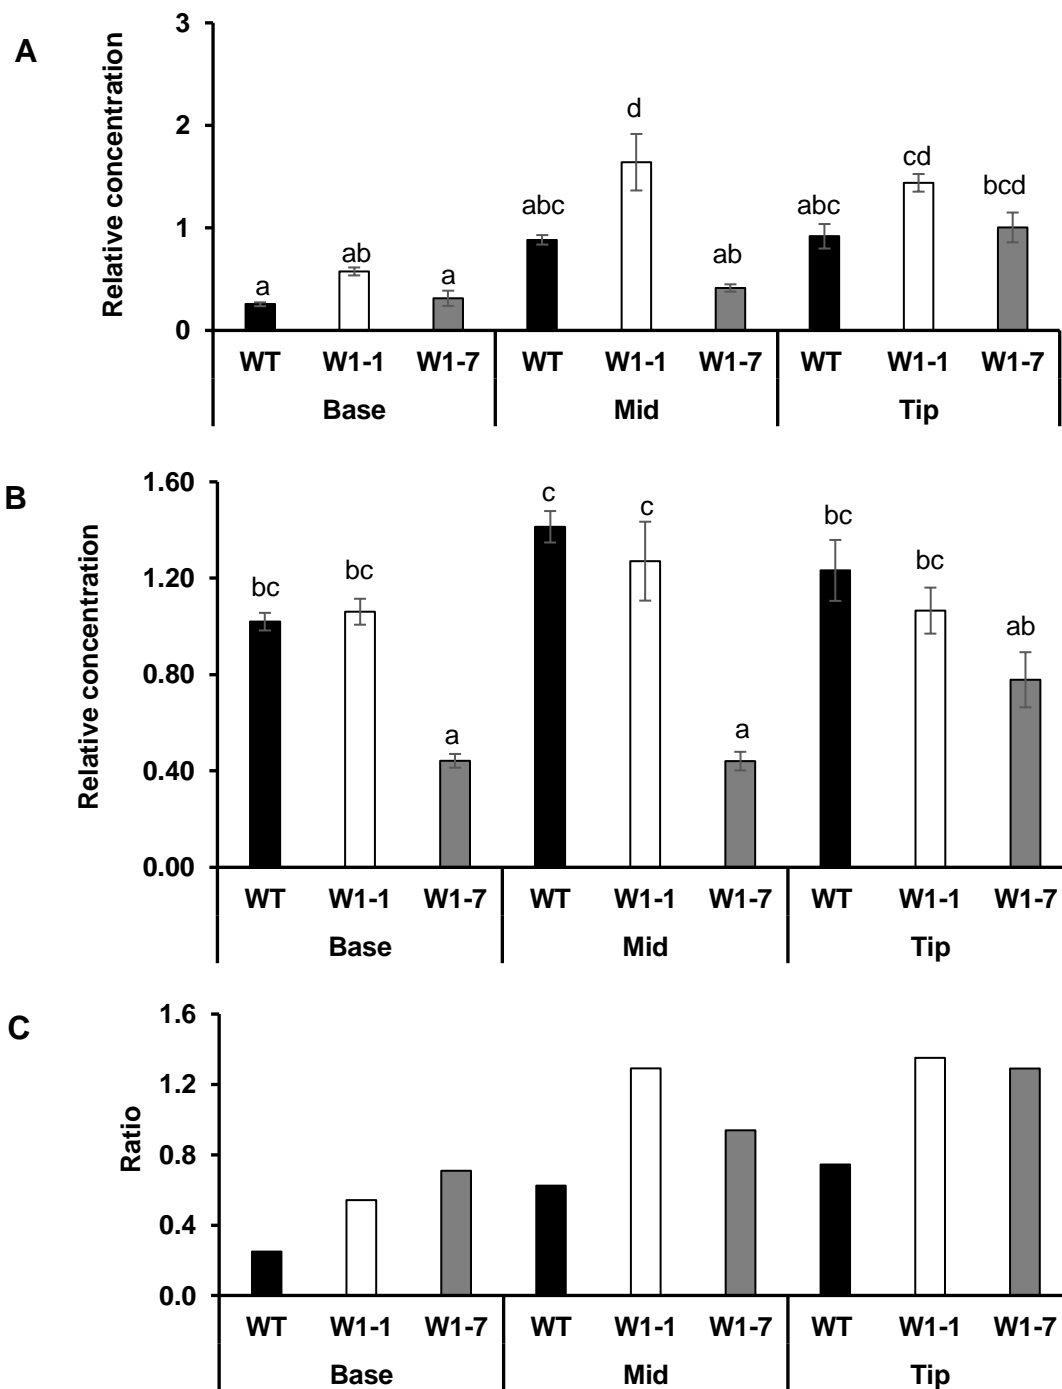 A
Relative concentration
3
2
1
0
a
ab
a
abc
d
ab
abc
cd
bcd
WT W1-1 W1-7 WT W1-1 W1-7 WT W1-1 W1-7
Base Mid Tip
B
Relative concentration
1.60
1.20
0.80
0.40
0.00
bc
bc
a
c
c
a
bc
bc
ab
WT W1-1 W1-7 WT W1-1 W1-7 WT W1-1 W1-7
Base Mid Tip
C
Ratio
1.6
1.2
0.8
0.4
0.0
WT W1-1 W1-7 WT W1-1 W1-7 WT W1-1 W1-7
Base Mid Tip